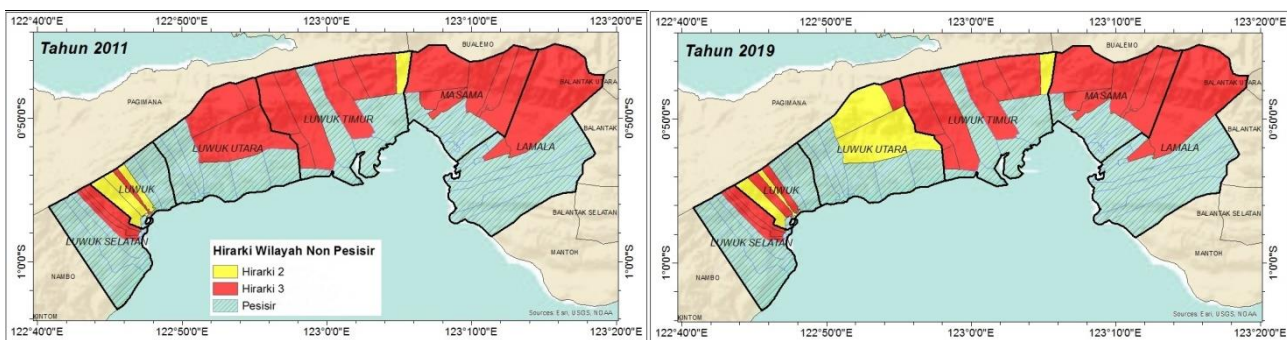 122°40'0"E 122°50'0"E 123°0'0"E 123°10'0"E 123°20'0"E
Tahun 2011
BUALEMO
BALANTAK UTARA
PAGIMANA
MASAMA
0°50'0"S
0°50'0"S
LUWUK TIMUR
BALANTAK
LUWUK UTARA
LAMALA
LUWUK
BALANTAK SELATAN
LUWUK SELATAN
MANTOH
1°0'0"S
1°0'0"S
NAMBO
KINTOM
Hirarki Wilayah Non Pesisir
Hirarki 2
Hirarki 3
Pesisir
Sources: Esri, USGS, NOAA
122°40'0"E 122°50'0"E 123°0'0"E 123°10'0"E 123°20'0"E
122°40'0"E 122°50'0"E 123°0'0"E 123°10'0"E 123°20'0"E
Tahun 2019
BUALEMO
BALANTAK UTARA
PAGIMANA
MASAMA
0°50'0"S
0°50'0"S
LUWUK TIMUR
BALANTAK
LUWUK UTARA
LAMALA
LUWUK
BALANTAK SELATAN
LUWUK SELATAN
MANTOH
1°0'0"S
1°0'0"S
NAMBO
KINTOM
Sources: Esri, USGS, NOAA
122°40'0"E 122°50'0"E 123°0'0"E 123°10'0"E 123°20'0"E